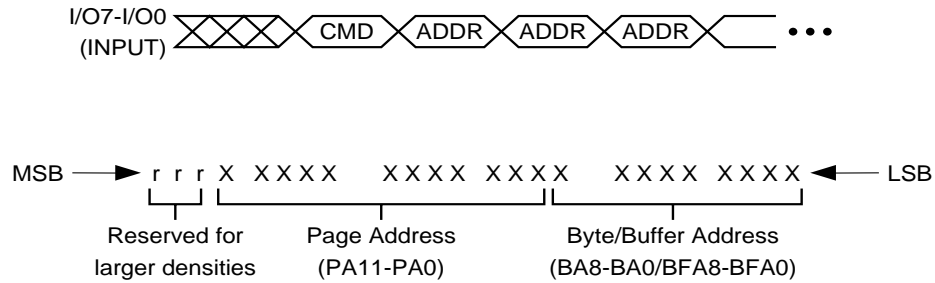 I/O7-I/O0
(INPUT)
CMD ADDR ADDR ADDR
MSB r r r X XXXX XXXX XXXX XXXX XXXX LSB
Reserved for Page Address Byte/Buffer Address
larger densities (PA11-PA0) (BA8-BA0/BFA8-BFA0)